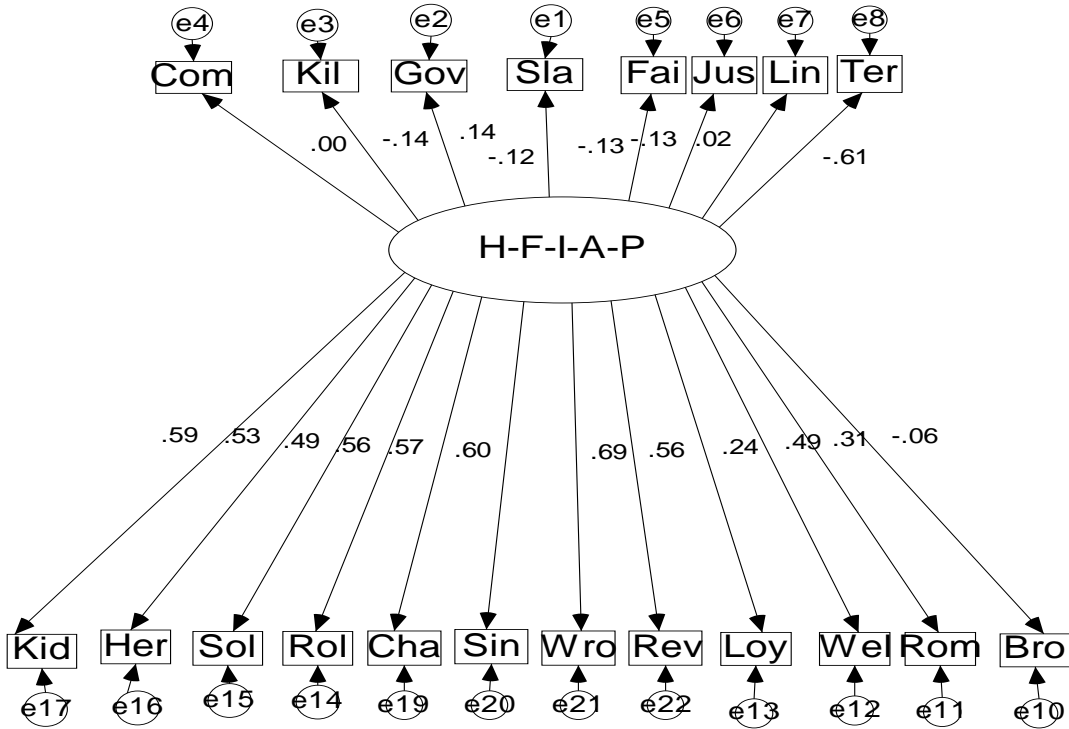 e4 e3 e2 e1 e5 e6 e7 e8
Com Kil Gov Sla Fai Jus Lin Ter
.00 -.14 .14 -.12 -.13 -.13 .02 -.61
H-F-I-A-P
.59 .53 .49 .56 .57 .60 .69 .56 .24 .49 .31 -.06
Kid Her Sol Rol Cha Sin Wro Rev Loy Wel Rom Bro
e17 e16 e15 e14 e19 e20 e21 e22 e13 e12 e11 e10